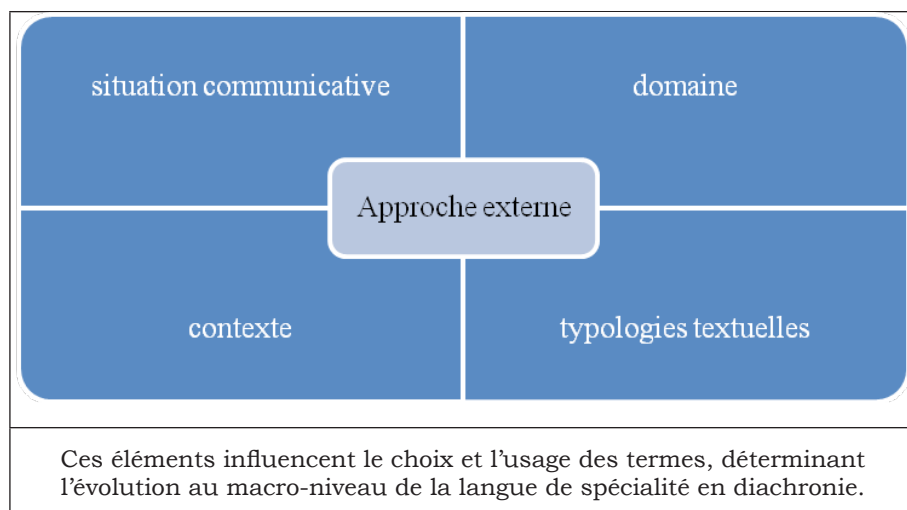 situation communicative
domaine
Approche externe
contexte
typologies textuelles
Ces éléments influencent le choix et l'usage des termes, déterminant
l'évolution au macro-niveau de la langue de spécialité en diachronie.